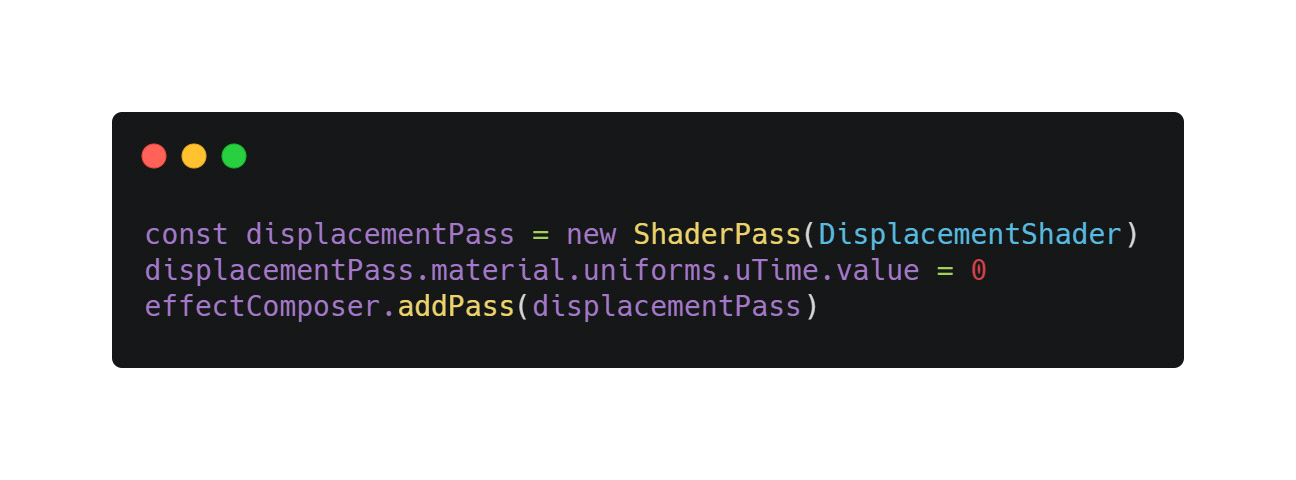 const displacementPass = new ShaderPass(DisplacementShader)
displacementPass.material.uniforms.uTime.value = 0
effectComposer.addPass(displacementPass)